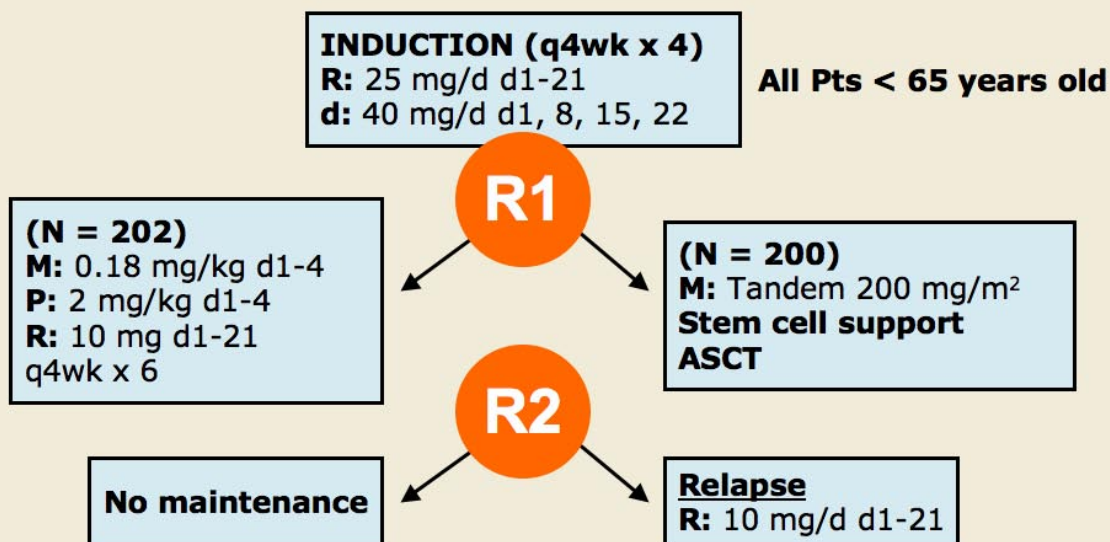 INDUCTION (q4wk x 4)
R: 25 mg/d d1-21
d: 40 mg/d d1, 8, 15, 22
All Pts < 65 years old
R1
(N = 202)
M: 0.18 mg/kg d1-4
P: 2 mg/kg d1-4
R: 10 mg d1-21
q4wk x 6
(N = 200)
M: Tandem 200 mg/m²
Stem cell support
ASCT
R2
No maintenance
Relapse
R: 10 mg/d d1-21